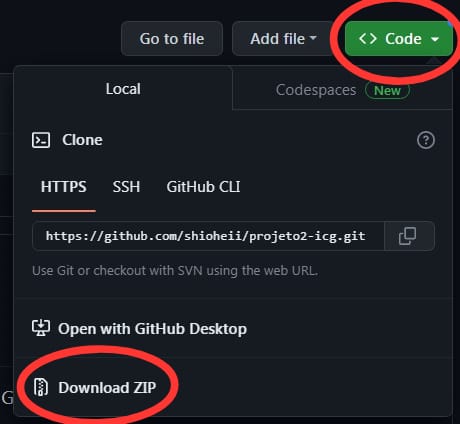 Go to file Add file Code
Local Codespaces New
Clone
HTTPS SSH GitHub CLI
https://github.com/shioheii/projeto2-icg.git
Use Git or checkout with SVN using the web URL.
Open with GitHub Desktop
Download ZIP
G